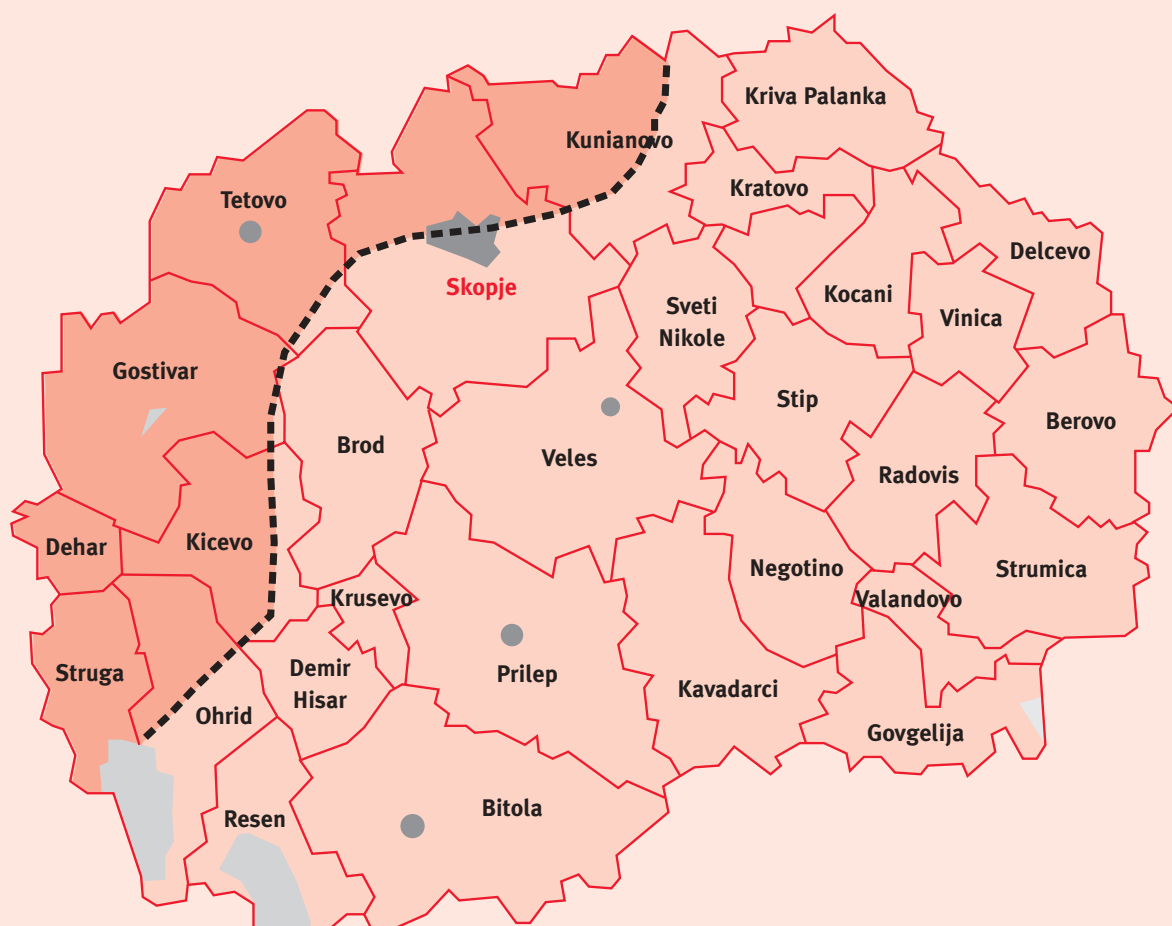 Kriva Palanka
Kunianovo
Kratovo
Tetovo
Delcevo
Skopje
Kocani
Sveti
Nikole
Vinica
Gostivar
Stip
Berovo
Brod
Veles
Radovis
Dehar
Kicevo
Negotino
Strumica
Krusevo
Valandovo
Struga
Demir
Hisar
Prilep
Kavadarci
Ohrid
Govgelija
Resen
Bitola